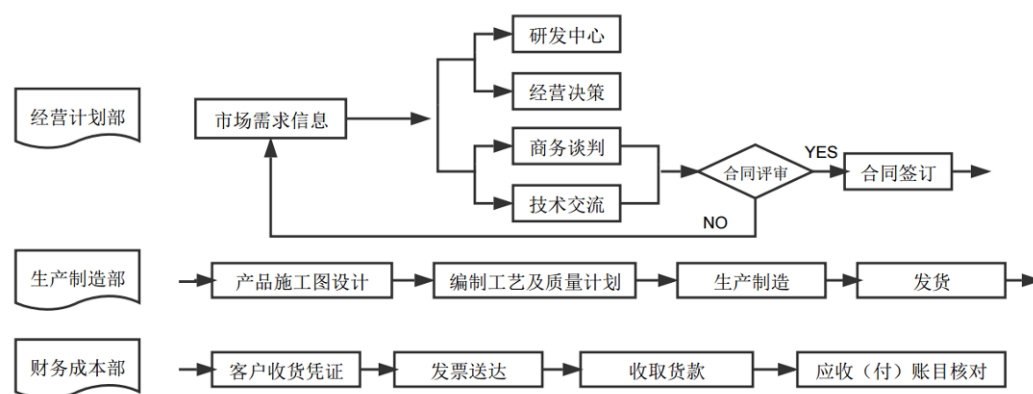 研发中心
经营计划部
市场需求信息
经营决策
商务谈判
合同评审
YES
合同签订
技术交流
NO
生产制造部
产品施工图设计
编制工艺及质量计划
生产制造
发货
财务成本部
客户收货凭证
发票送达
收取货款
应收（付）账目核对